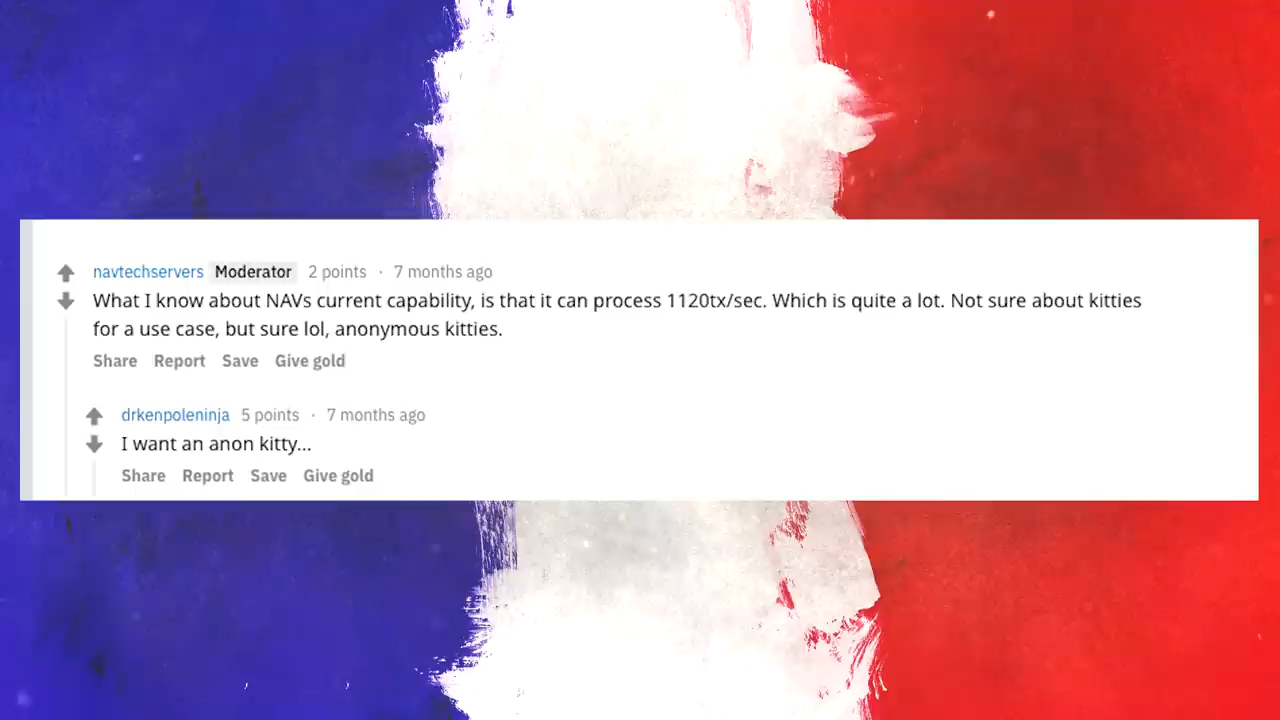 navtechservers Moderator 2 points · 7 months ago
What I know about NAVs current capability, is that it can process 1120tx/sec. Which is quite a lot. Not sure about kitties
for a use case, but sure lol, anonymous kitties.
Share Report Save Give gold
drkenpoleninja 5 points · 7 months ago
I want an anon kitty...
Share Report Save Give gold